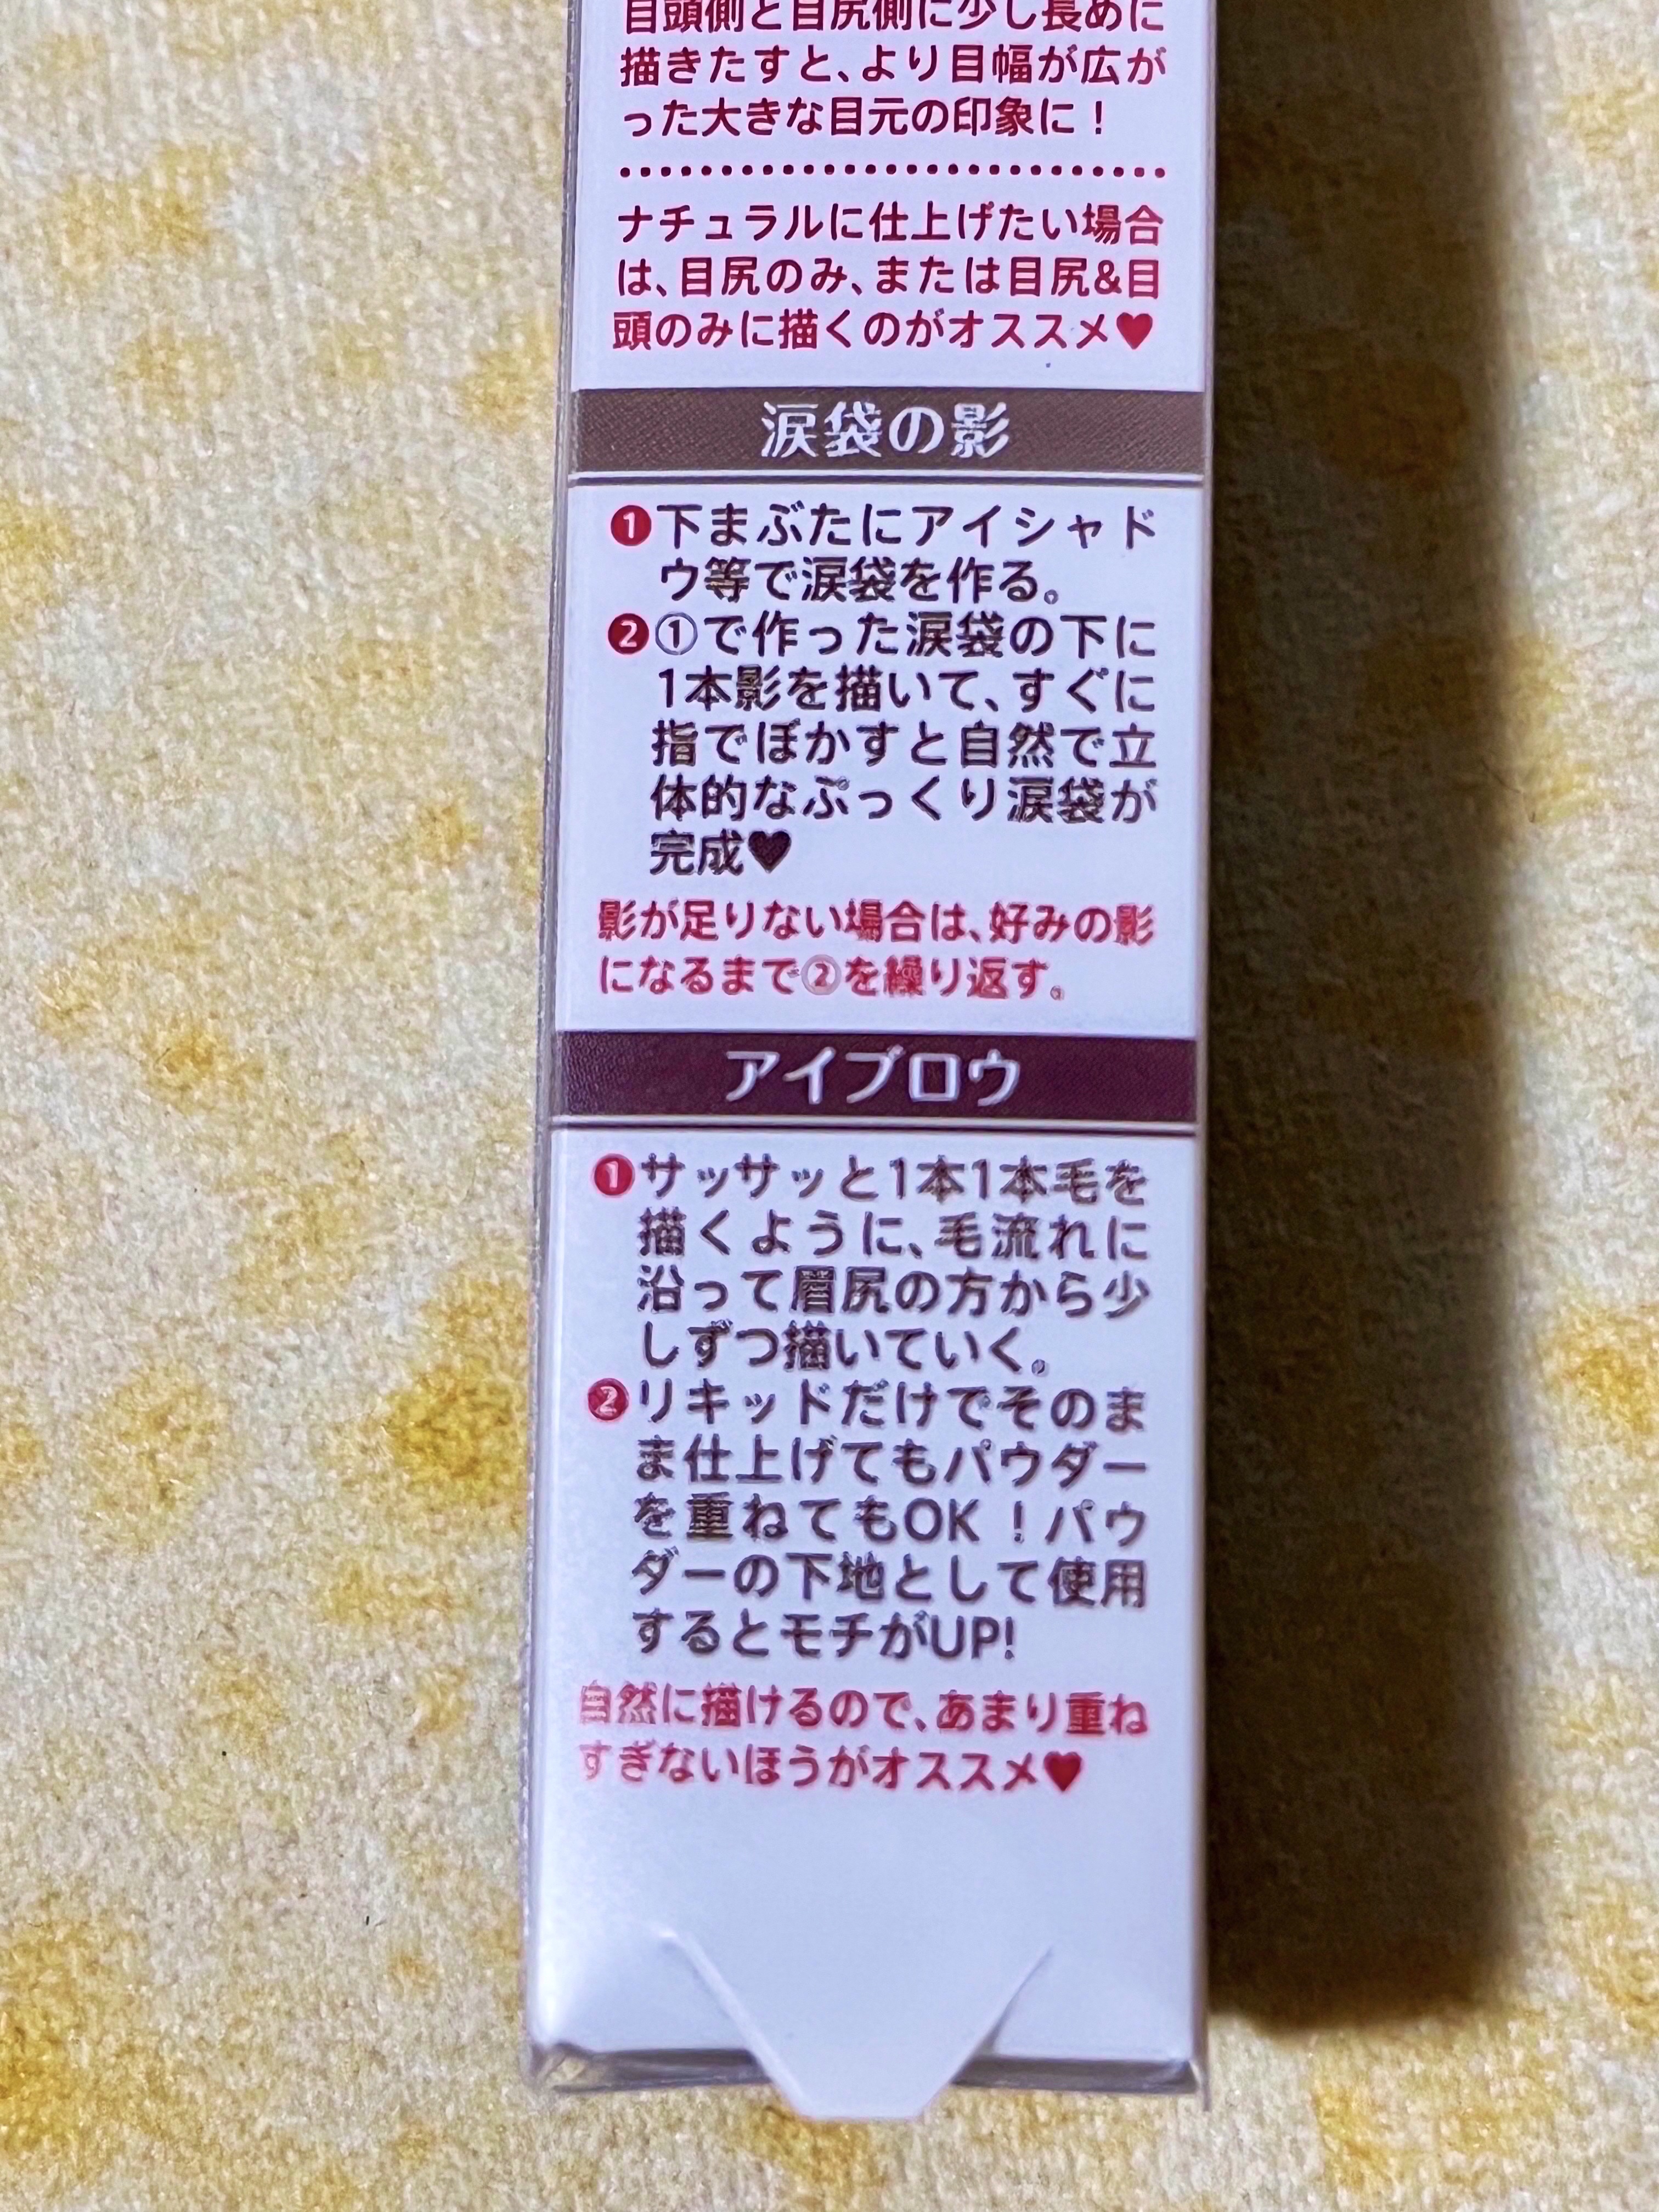 目頭側と目尻側に少し長めに
描きたすと、より目幅が広が
った大きな目元の印象に！
ナチュラルに仕上げたい場合
は、目尻のみ、または目尻&目
頭のみに描くのがオススメ♥
涙袋の影
❶下まぶたにアイシャド
ウ等で涙袋を作る。
❷①で作った涙袋の下に
1本影を描いて、すぐに
指でぼかすと自然で立
体的なぷっくり涙袋が
完成♥
影が足りない場合は、好みの影
になるまで②を繰り返す。
アイブロウ
❶サッサッと1本1本毛を
描くように、毛流れに
沿って眉尻の方から少
しずつ描いていく。
❷リキッドだけでそのま
ま仕上げてもパウダー
を重ねてもOK！パウ
ダーの下地として使用
するとモチがUP!
自然に描けるので、あまり重ね
すぎないほうがオススメ♥